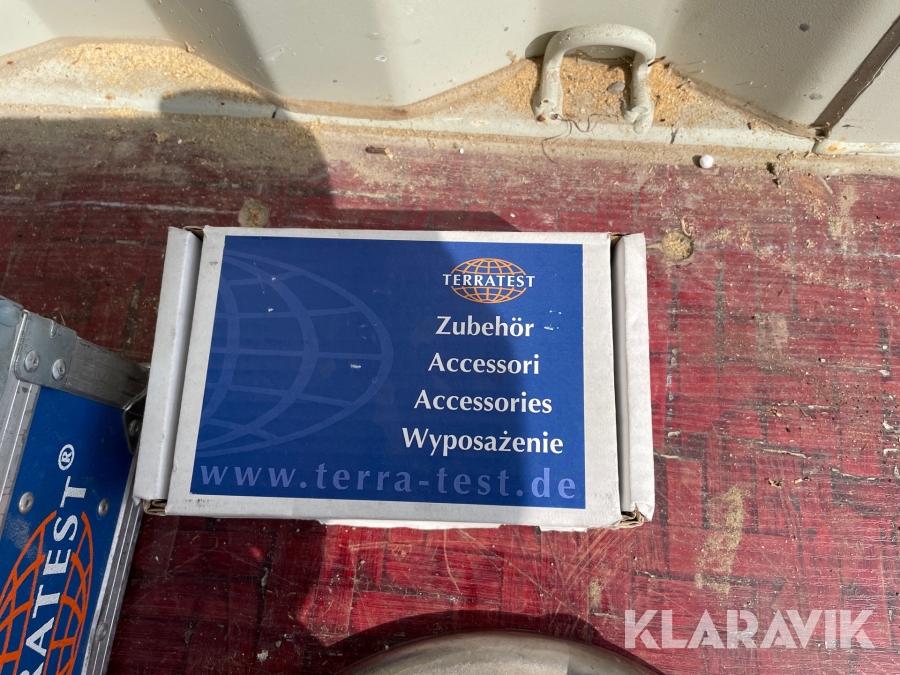 TERRATEST
Zubehör
Accessori
Accessories
Wyposażenie
www.terra-test.de
RATEST®
KLARAVIK